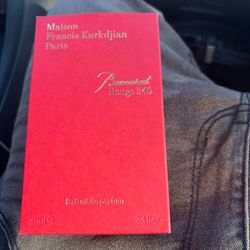 Maison
Francis Kurkdjian
Paris
Baccarat
Rouge 540
Extrait de parfum